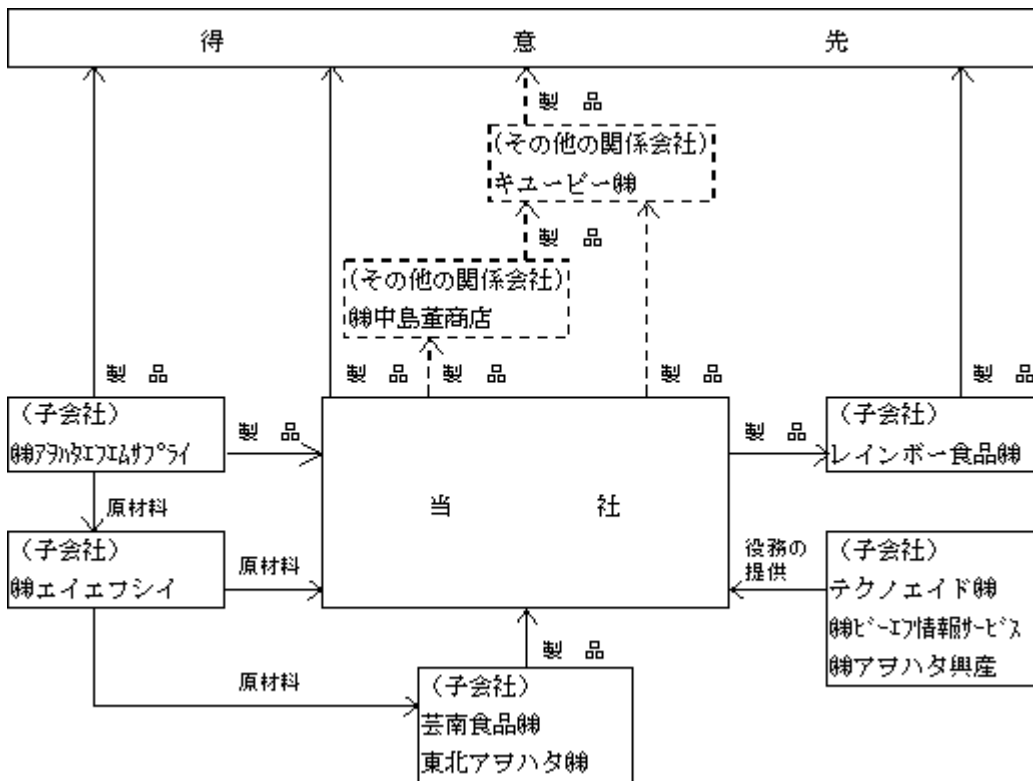 得 意 先
製 品
(その他の関係会社)
キユーピー㈱
製 品
(その他の関係会社)
㈱中島董商店
製 品
製 品
製 品
製 品
製 品
(子会社)
㈱ｱｦﾊﾀｴﾌｴﾑｻﾌﾟﾗｲ
製 品
当 社
製 品
(子会社)
レインボー食品㈱
原材料
(子会社)
㈱エイエフシイ
原材料
役務の
提供
(子会社)
テクノエイド㈱
㈱ﾋﾞｰｴﾌ情報ｻｰﾋﾞｽ
㈱アヲハタ興産
製 品
原材料
(子会社)
芸南食品㈱
東北アヲハタ㈱